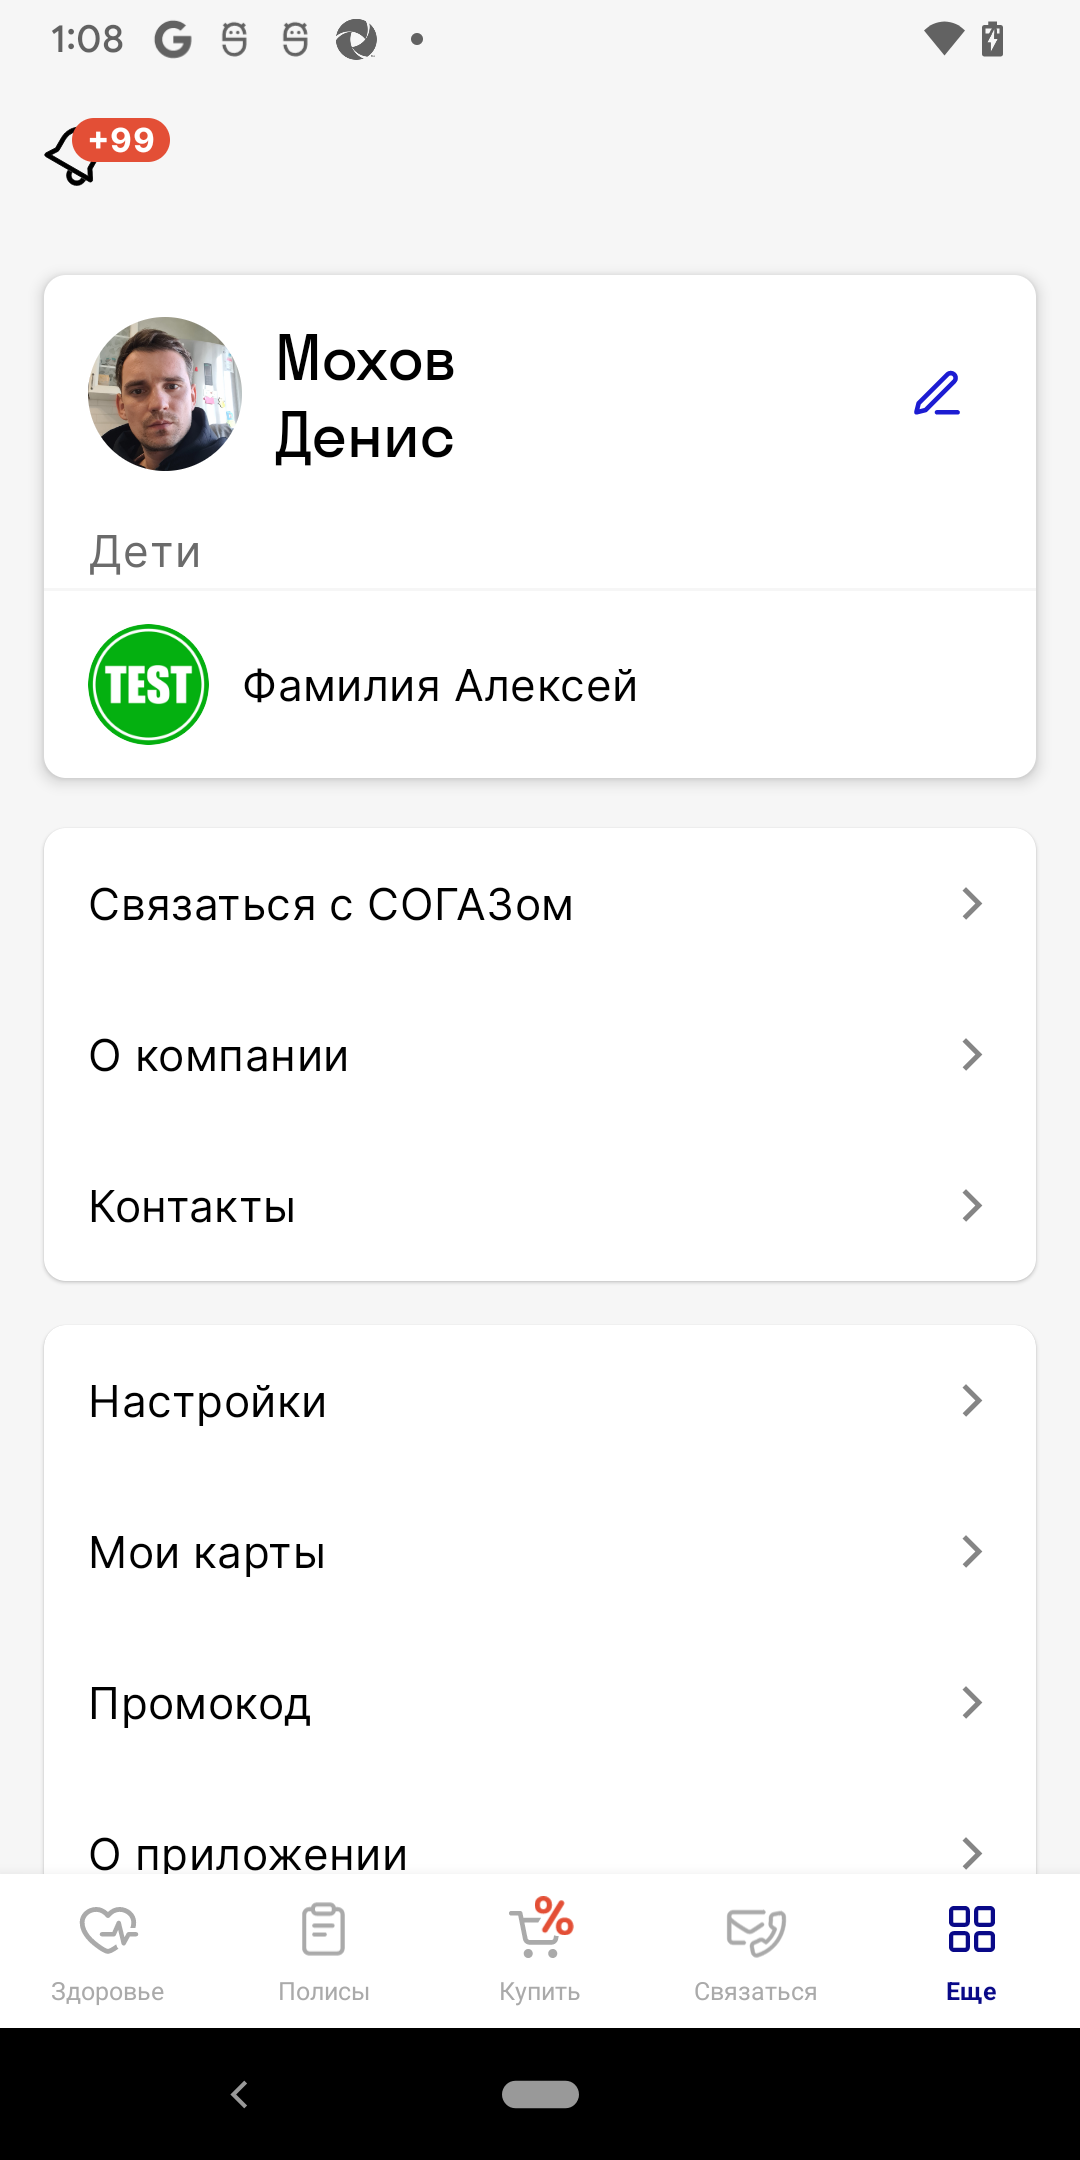 1:08
+99
Мохов
Денис
Дети
TEST
Фамилия Алексей
Связаться с СОГАЗом
О компании
Контакты
Настройки
Мои карты
Промокод
О приложении
%
Здоровье
Полисы
Купить
Связаться
Еще